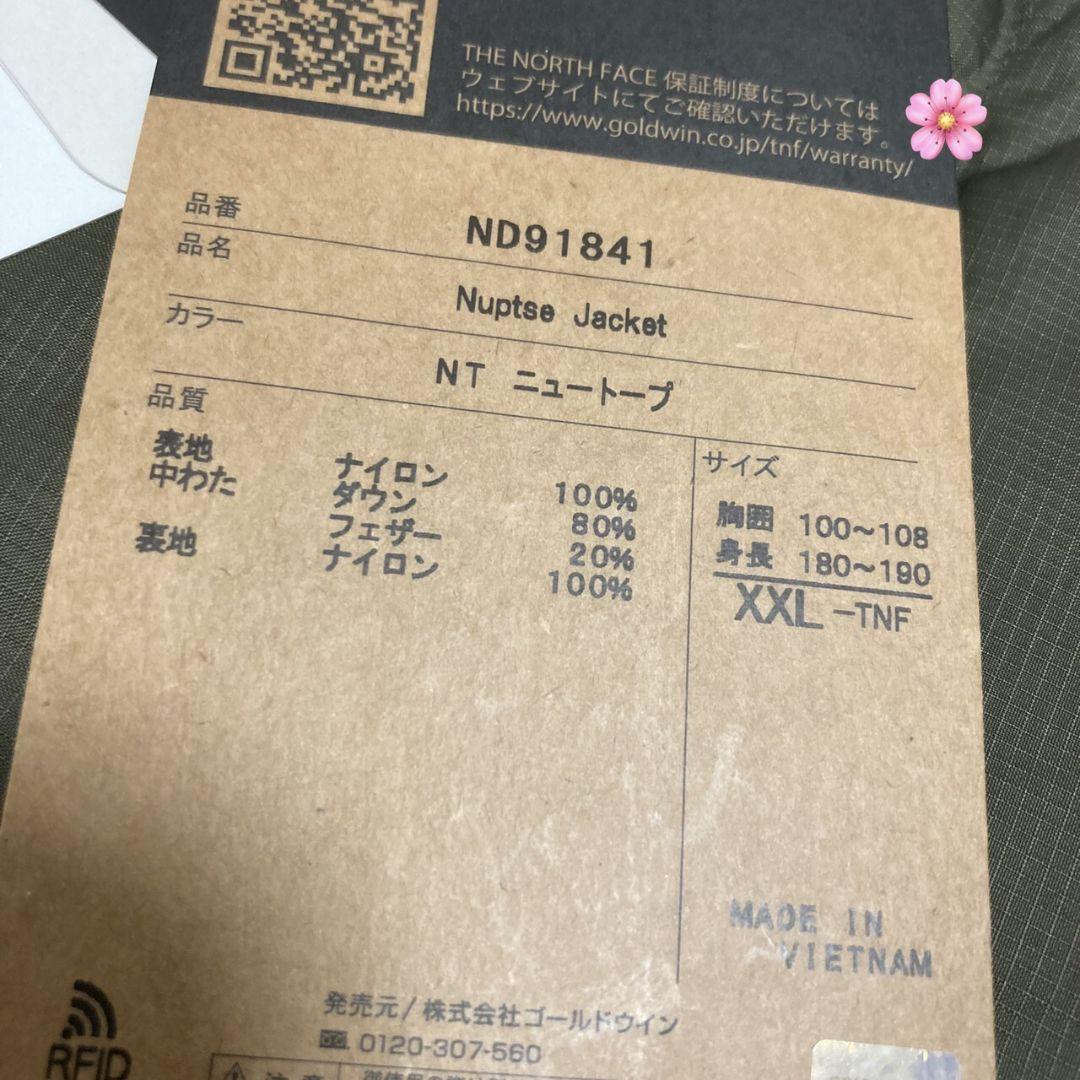 THE NORTH FACE 保証制度については
ウェブサイトにてご確認いただけます。
https://www.goldwin.co.jp/tnf/warranty/
品番 ND91841
品名 Nuptse Jacket
カラー NT ニュートープ
品質
表地 ナイロン 100%
中わた ダウン 80%
フェザー 20%
裏地 ナイロン 100%
サイズ
胸囲 100~108
身長 180~190
XXL -TNF
MADE IN
VIETNAM
発売元/株式会社ゴールドウイン
0120-307-560
RFID
注意